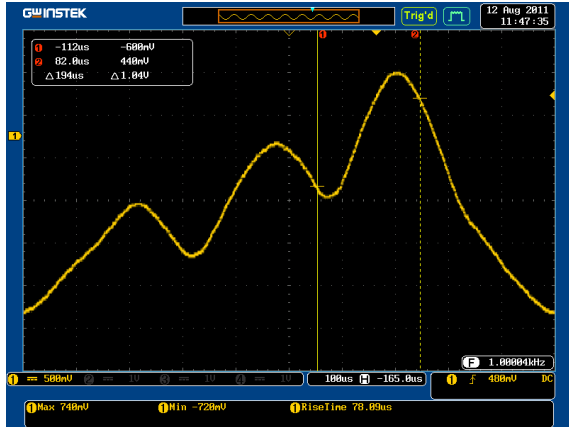 GWINSTEK
Trig'd
12 Aug 2011
11:47:35
1 -112us -600mV
2 82.0us 440mV
△194us △1.04V
1 2
1
F 1.00004kHz
1 500mV 2 1V 3 1V 4 1V
100us H -165.0us
1 480mV DC
1 Max 740mV 1 Min -720mV 1 RiseTime 78.09us